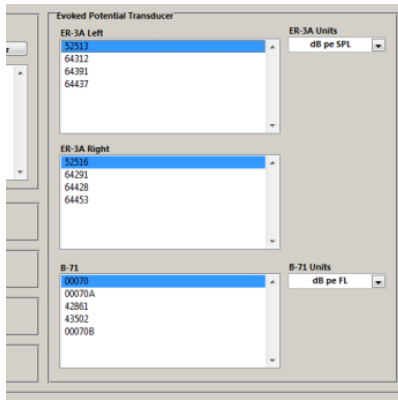 Evoked Potential Transducer
ER-3A Left
ER-3A Units
52513
dB pe SPL
64312
64391
64437
ER-3A Right
52516
64291
64428
64453
B-71
B-71 Units
00070
dB pe FL
00070A
42861
43502
00070B